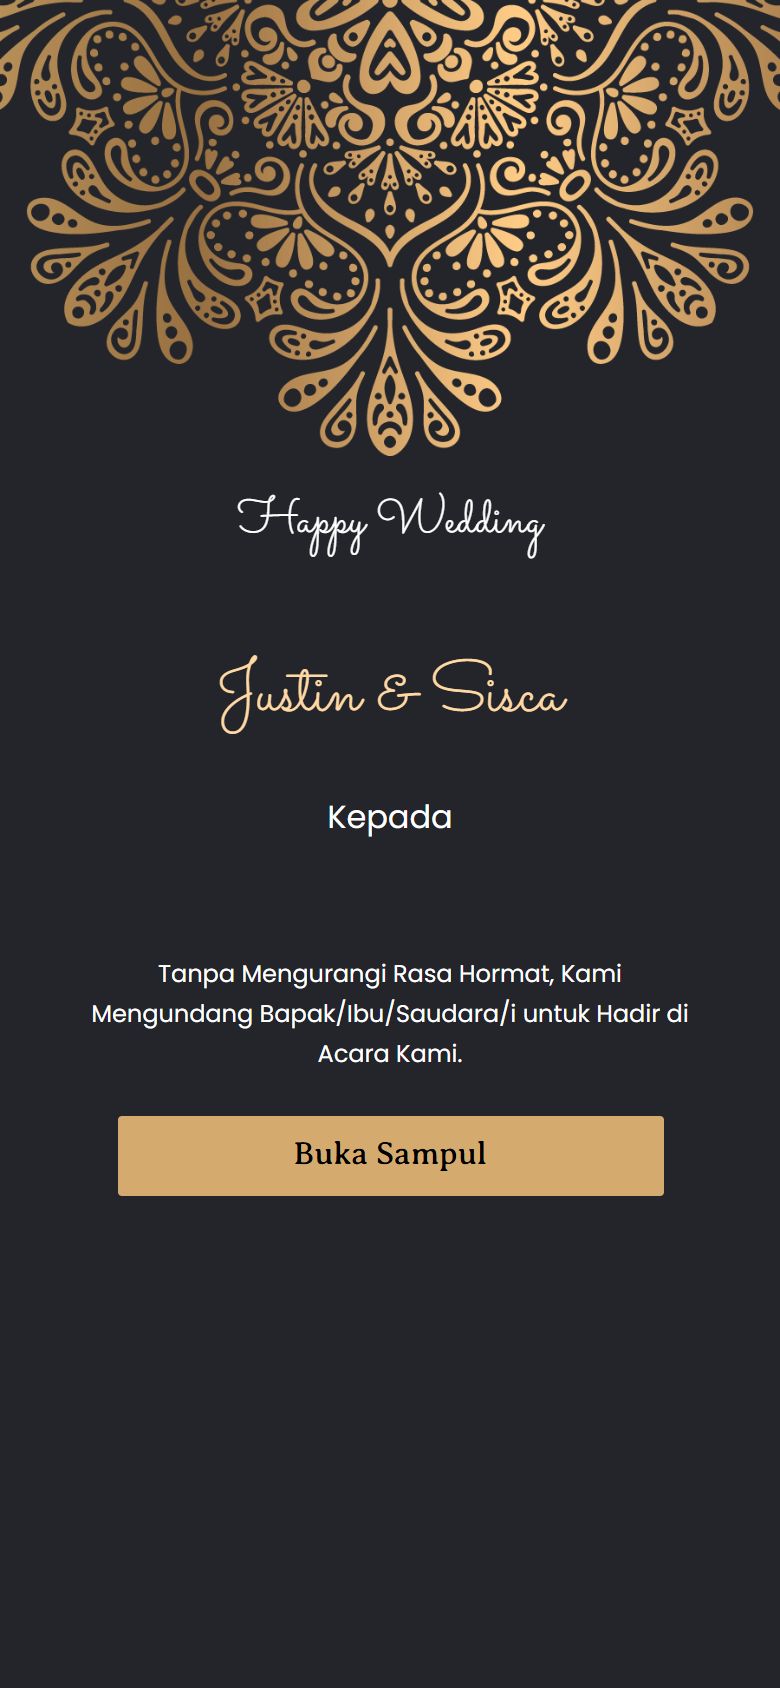 Happy Wedding
Justin & Sisca
Kepada
Tanpa Mengurangi Rasa Hormat, Kami
Mengundang Bapak/Ibu/Saudara/i untuk Hadir di
Acara Kami.
Buka Sampul